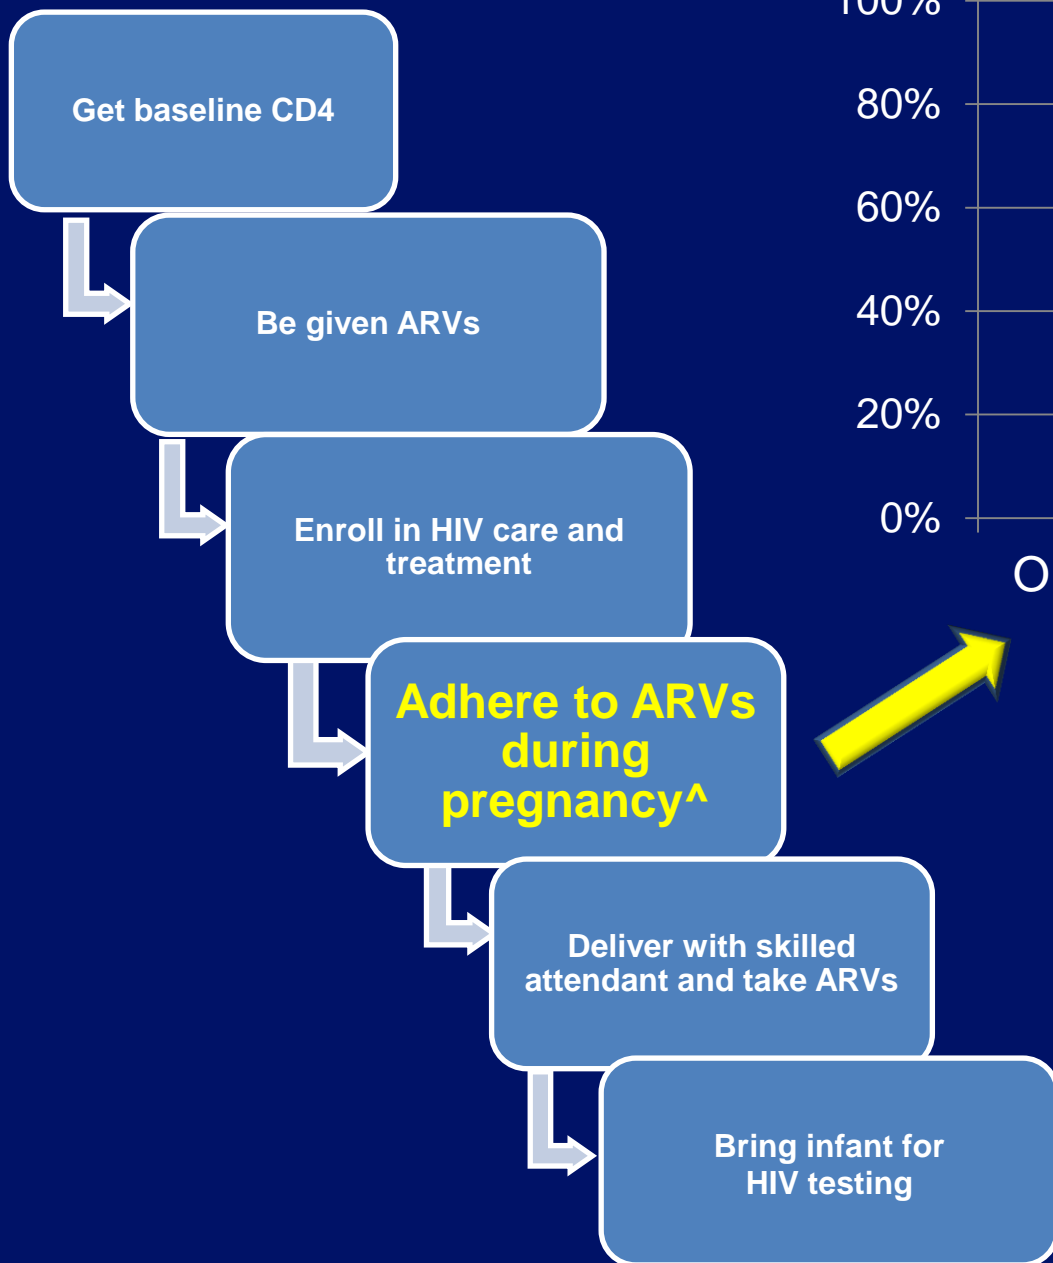 Get baseline CD4
Be given ARVs
Enroll in HIV care and
treatment
Adhere to ARVs
during
pregnancy^
Deliver with skilled
attendant and take ARVs
Bring infant for
HIV testing
100%
80%
60%
40%
20%
0%
O